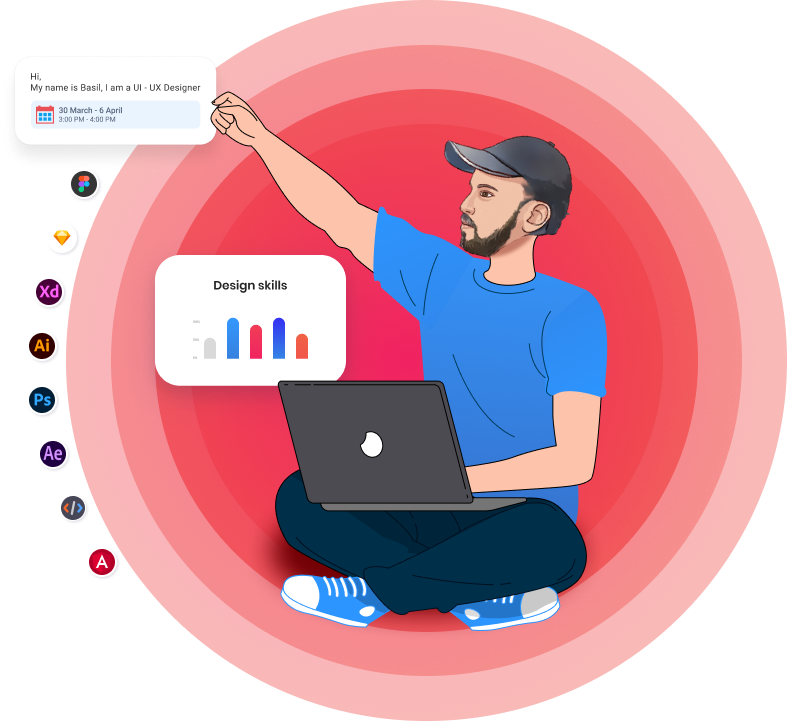 Hi,
My name is Basil, I am a UI - UX Designer
30 March - 6 April
3:00 PM - 4:00 PM
Design skills
Xd
Ai
Ps
Ae
</>
A